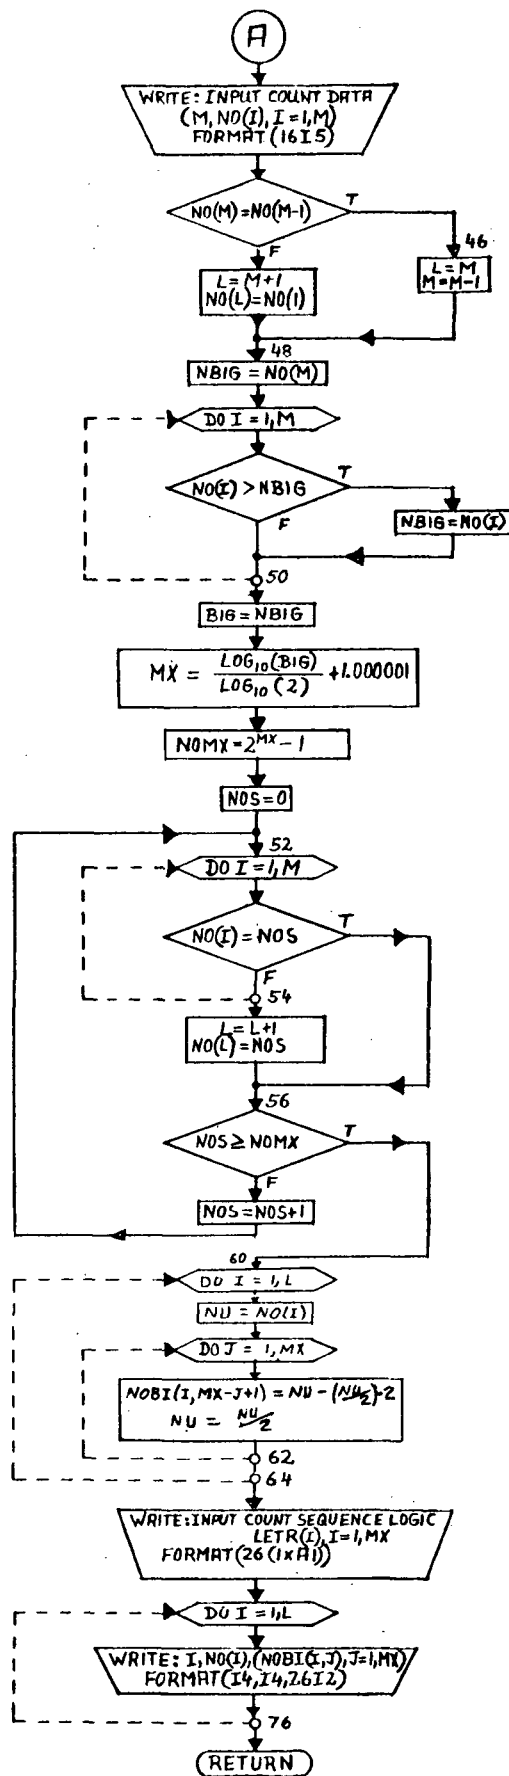 A
WRITE: INPUT COUNT DATA
(M, NO(I), I = 1, M)
FORMAT (16I5)
NO(M)=NO(M-1)
T
F
46
L = M
M = M-1
L = M+1
NO(L)=NO(1)
48
NBIG = NO(M)
DO I = 1, M
NO(I) > NBIG
T
F
NBIG = NO(I)
50
BIG = NBIG
MX = LOG10(BIG) / LOG10(2) + 1.000001
NOMX = 2^MX - 1
NOS = 0
52
DO I = 1, M
NO(I) = NOS
T
F
54
L = L+1
NO(L) = NOS
56
NOS ≥ NOMX
T
F
NOS = NOS+1
60
DO I = 1, L
NU = NO(I)
DO J = 1, MX
NOBI(I, MX-J+1) = NU - (NU/2)·2
NU = NU/2
62
64
WRITE: INPUT COUNT SEQUENCE LOGIC
LETR(I), I=1, MX
FORMAT (26(1XA1))
DO I = 1, L
WRITE: I, NO(I), (NOBI(I,J), J=1, MX)
FORMAT (I4, I4, 26I2)
76
RETURN